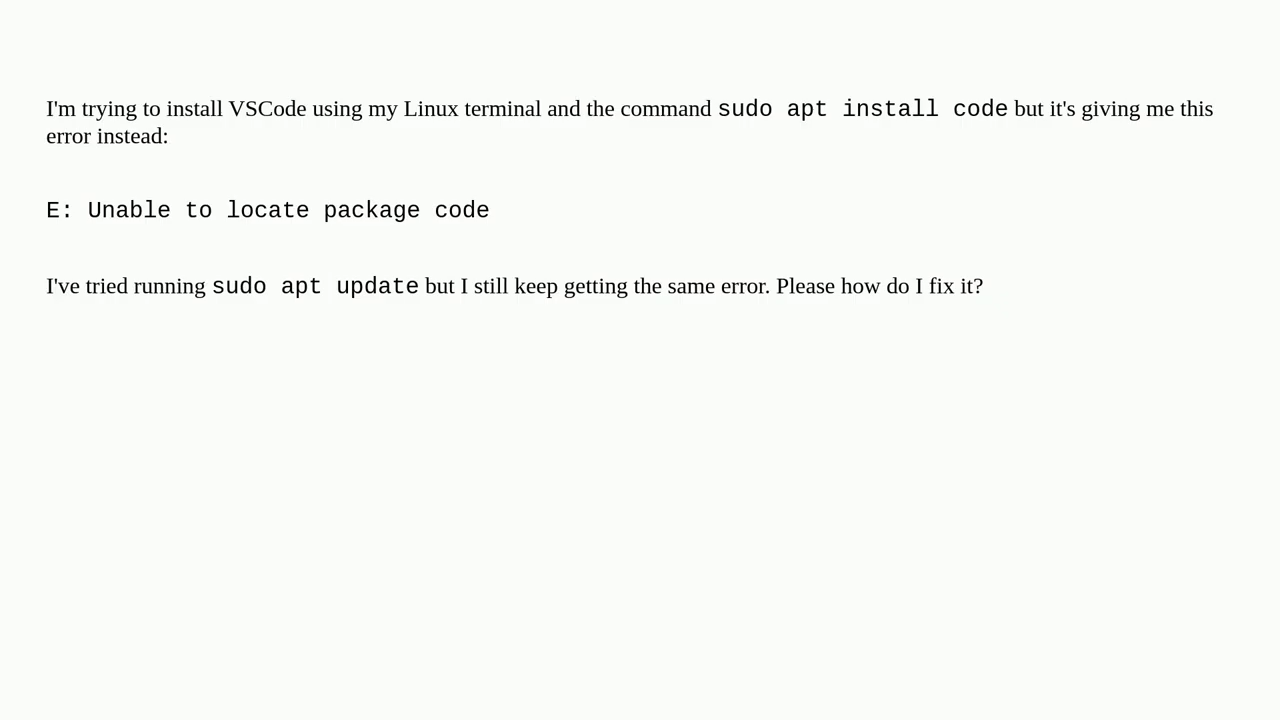 I'm trying to install VSCode using my Linux terminal and the command sudo apt install code but it's giving me this
error instead:
E: Unable to locate package code
I've tried running sudo apt update but I still keep getting the same error. Please how do I fix it?